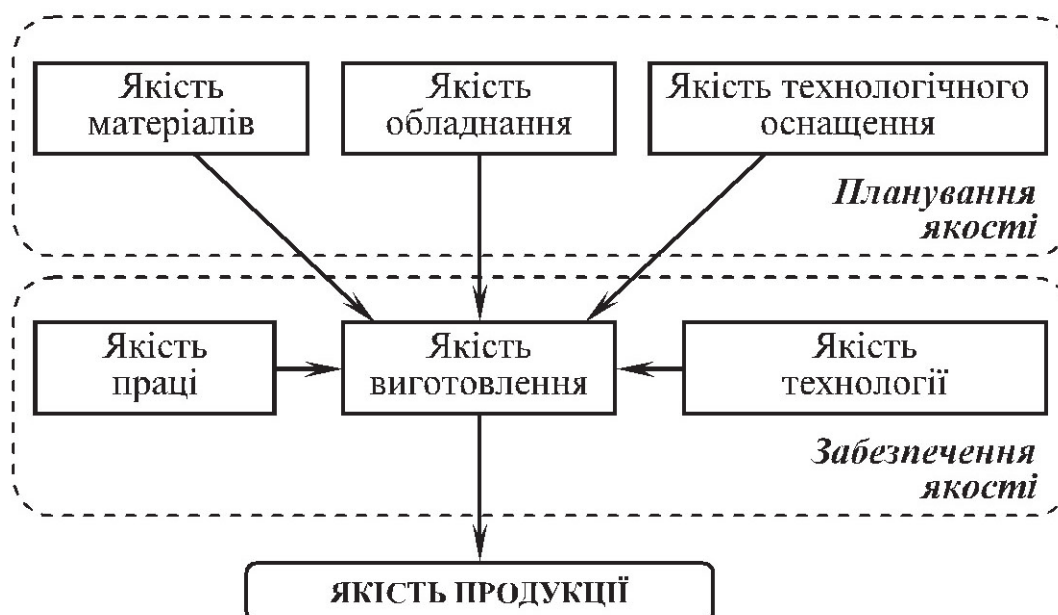 Якість
матеріалів
Якість
обладнання
Якість технологічного
оснащення
Планування
якості
Якість
праці
Якість
виготовлення
Якість
технології
Забезпечення
якості
ЯКІСТЬ ПРОДУКЦІЇ